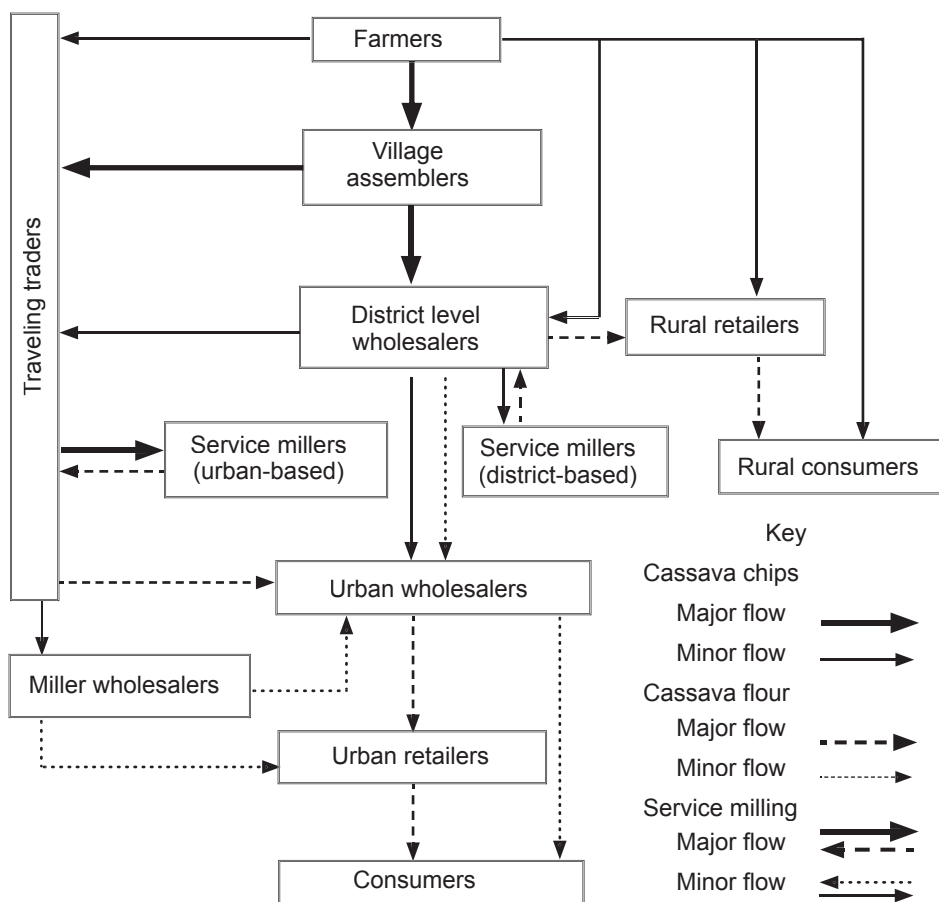 Farmers
Village
assemblers
Traveling traders
District level
wholesalers
Rural retailers
Service millers
(urban-based)
Service millers
(district-based)
Rural consumers
Urban wholesalers
Miller wholesalers
Urban retailers
Consumers
Key
Cassava chips
Major flow
Minor flow
Cassava flour
Major flow
Minor flow
Service milling
Major flow
Minor flow